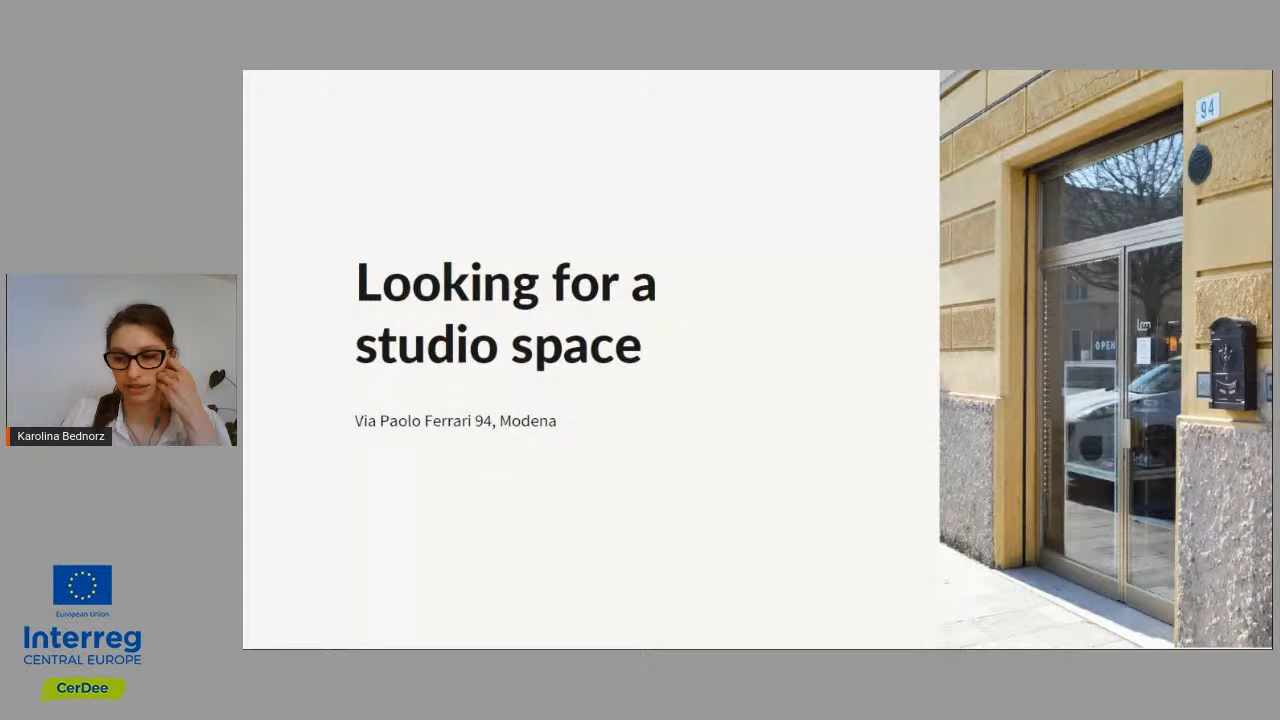 Looking for a
studio space
Via Paolo Ferrari 94, Modena
94
OPEN
Karolina Bednorz
European Union
Interreg
CENTRAL EUROPE
CerDee